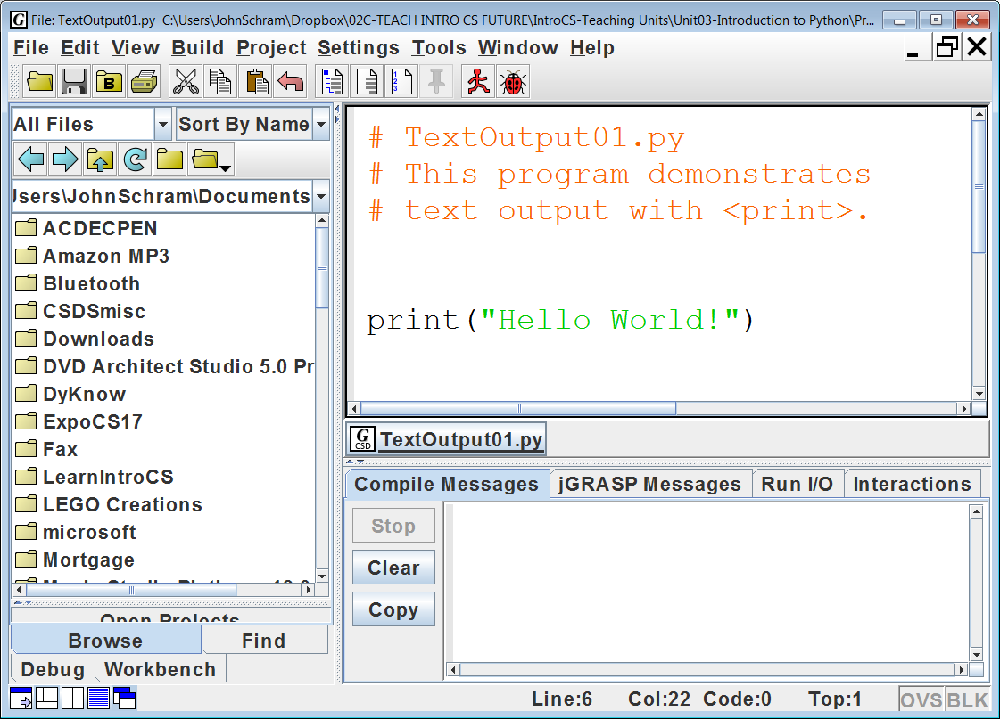 File: TextOutput01.py  C:\Users\JohnSchram\Dropbox\02C-TEACH INTRO CS FUTURE\IntroCS-Teaching Units\Unit03-Introduction to Python\Pr...
File Edit View Build Project Settings Tools Window Help
B
1
2
3
All Files
Sort By Name
Users\JohnSchram\Documents
ACDECPEN
Amazon MP3
Bluetooth
CSDSmisc
Downloads
DVD Architect Studio 5.0 Pr
DyKnow
ExpoCS17
Fax
LearnIntroCS
LEGO Creations
microsoft
Mortgage
Open Projects
Browse
Find
Debug
Workbench
# TextOutput01.py
# This program demonstrates
# text output with <print>.
print("Hello World!")
G CSD TextOutput01.py
Compile Messages
jGRASP Messages
Run I/O
Interactions
Stop
Clear
Copy
Line:6 Col:22 Code:0 Top:1 OVS BLK